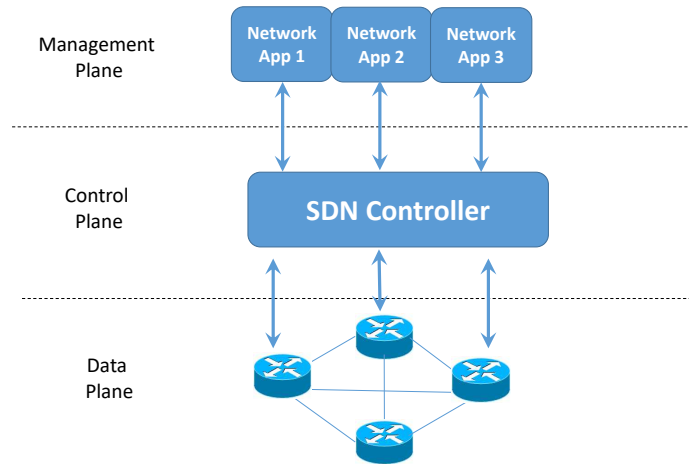 Management
Plane
Network
App 1
Network
App 2
Network
App 3
Control
Plane
SDN Controller
Data
Plane